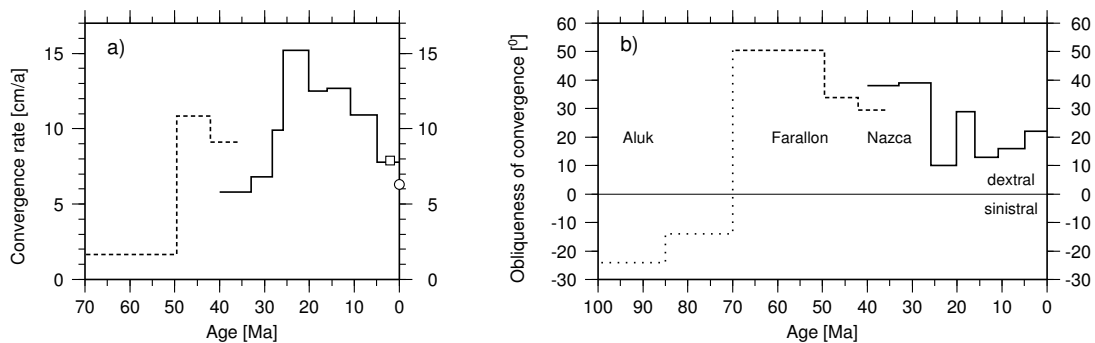 a)
Convergence rate [cm/a]
15
10
5
0
15
10
5
0
70 60 50 40 30 20 10 0
Age [Ma]
b)
Obliqueness of convergence [⁰]
60
50
40
30
20
10
0
-10
-20
-30
60
50
40
30
20
10
0
-10
-20
-30
Aluk Farallon Nazca
dextral
sinistral
100 90 80 70 60 50 40 30 20 10 0
Age [Ma]